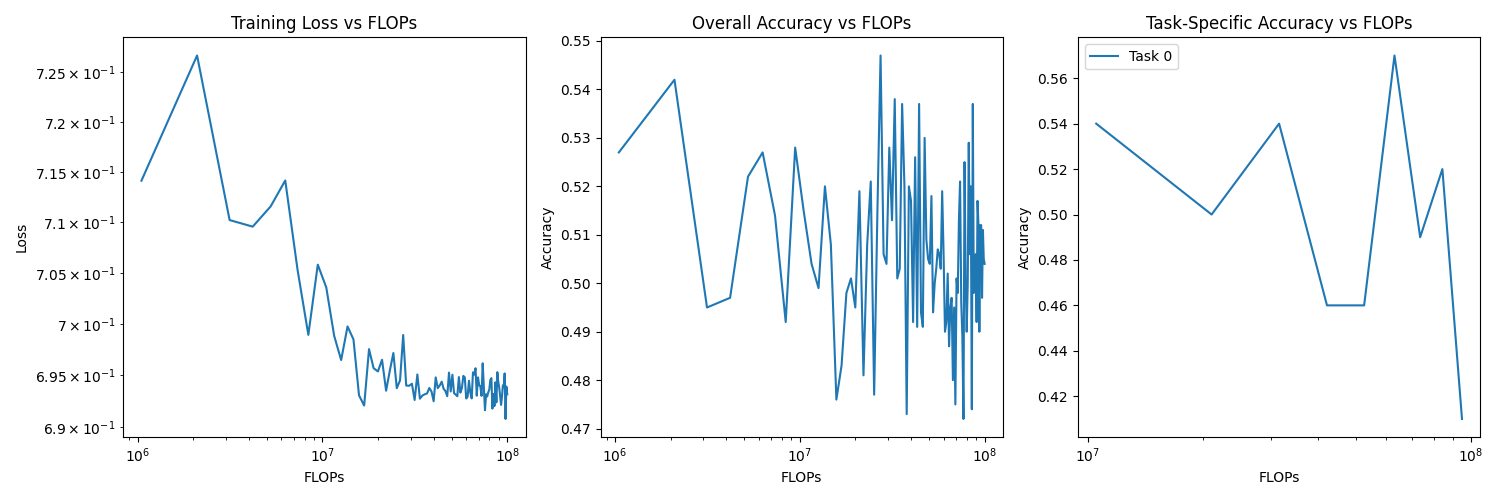 Training Loss vs FLOPs
7.25 × 10⁻¹
7.2 × 10⁻¹
7.15 × 10⁻¹
7.1 × 10⁻¹
7.05 × 10⁻¹
7 × 10⁻¹
6.95 × 10⁻¹
6.9 × 10⁻¹
Loss
10⁶
10⁷
10⁸
FLOPs
Overall Accuracy vs FLOPs
0.55
0.54
0.53
0.52
0.51
0.50
0.49
0.48
0.47
Accuracy
10⁶
10⁷
10⁸
FLOPs
Task-Specific Accuracy vs FLOPs
Task 0
0.56
0.54
0.52
0.50
0.48
0.46
0.44
0.42
Accuracy
10⁷
10⁸
FLOPs